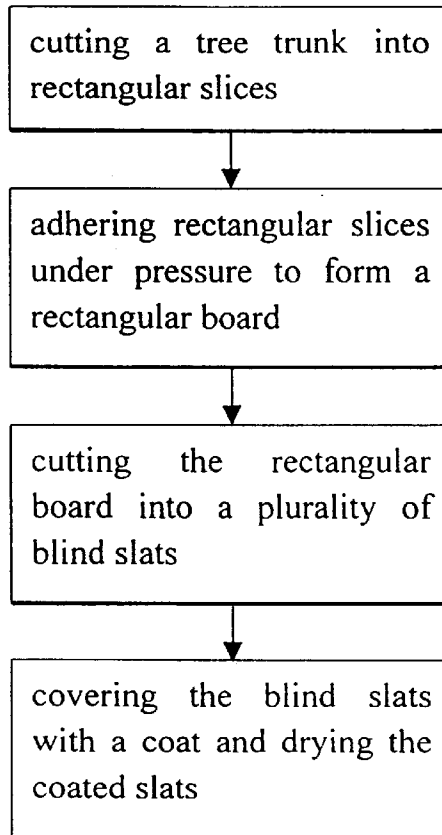 cutting a tree trunk into
rectangular slices
adhering rectangular slices
under pressure to form a
rectangular board
cutting the rectangular
board into a plurality of
blind slats
covering the blind slats
with a coat and drying the
coated slats